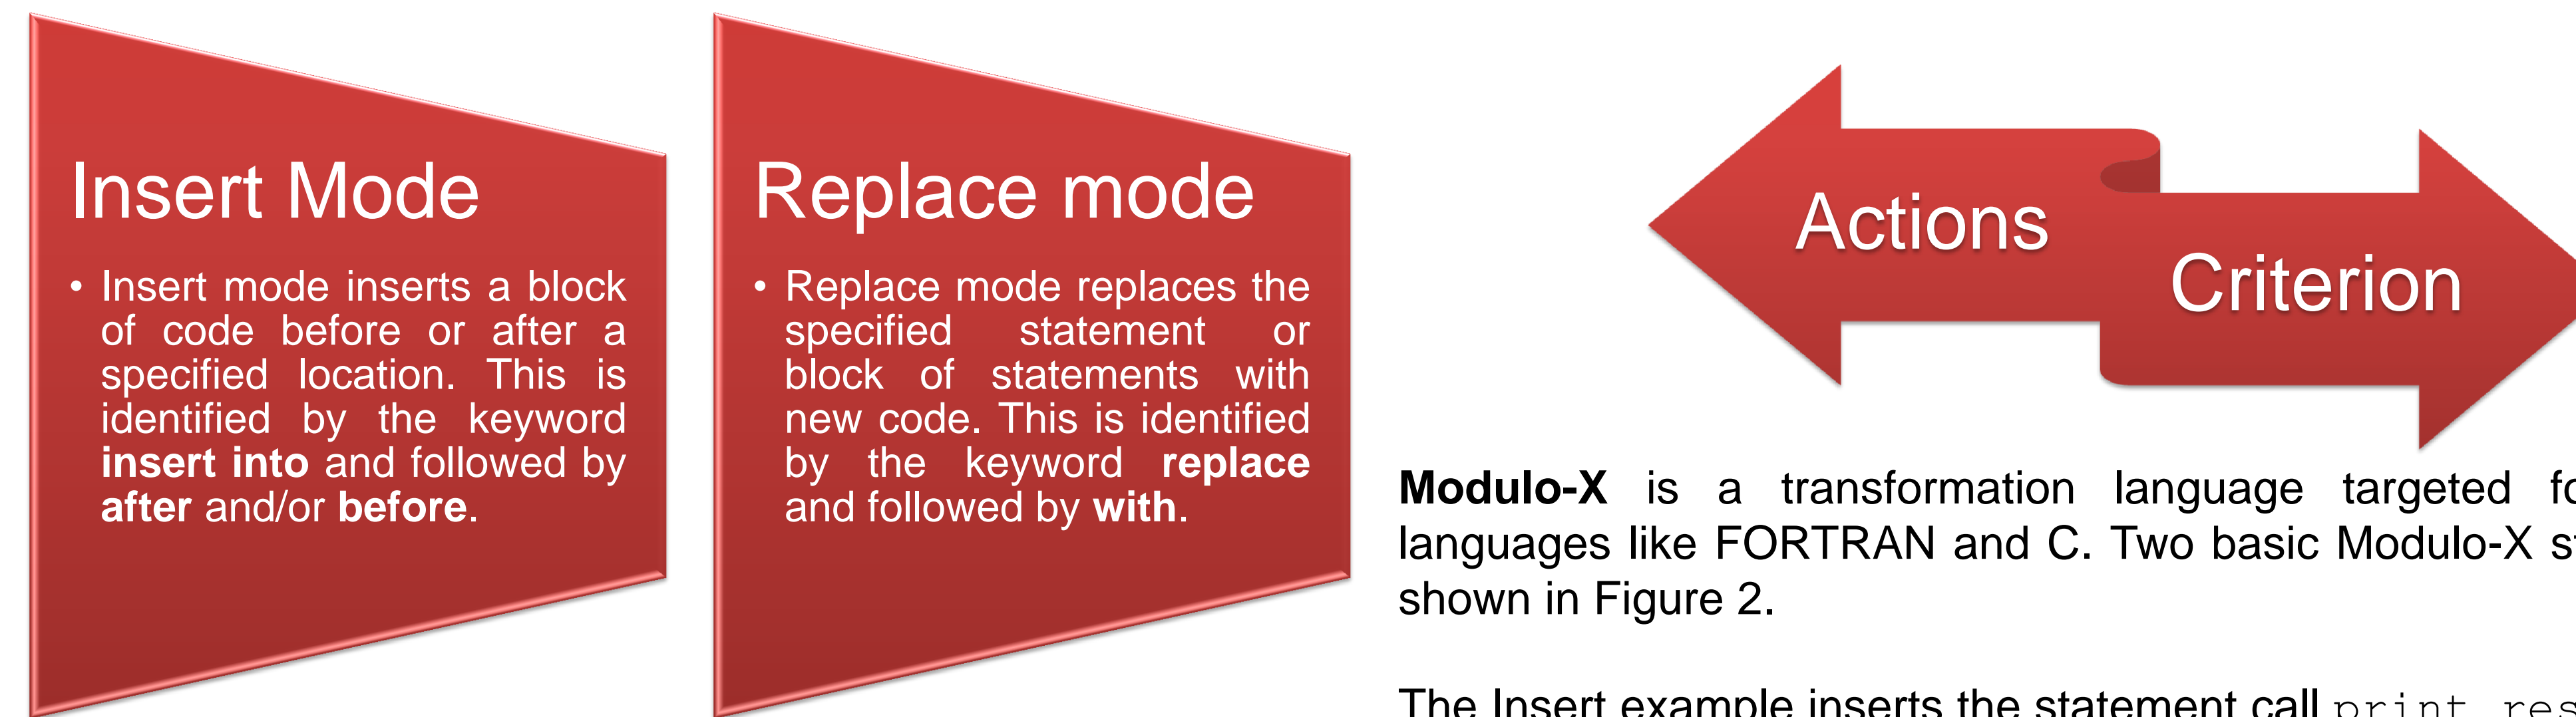 Insert Mode
• Insert mode inserts a block
of code before or after a
specified location. This is
identified by the keyword
insert into and followed by
after and/or before.
Replace mode
• Replace mode replaces the
specified statement or
block of statements with
new code. This is identified
by the keyword replace
and followed by with.
Actions
Criterion
Modulo-X is a transformation language targeted
languages like FORTRAN and C. Two basic Modulo-X
shown in Figure 2.
The Insert example inserts the statement call